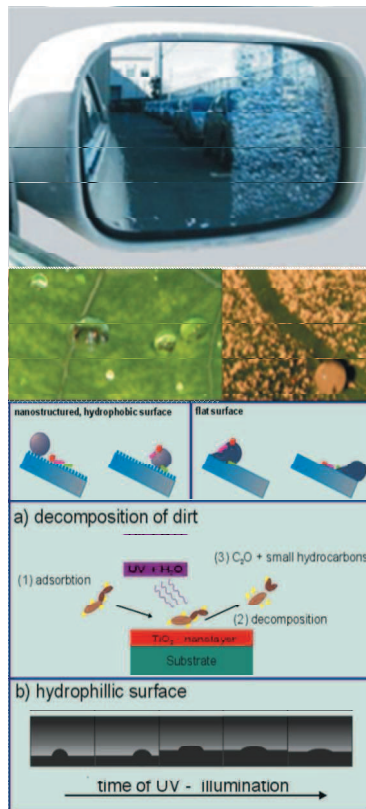 nanostructured, hydrophobic surface
flat surface
a) decomposition of dirt
UV + H₂O
(3) C₂O + small hydrocarbons
(1) adsorbtion
(2) decomposition
TiO₂ - nanolayer
Substrate
b) hydrophillic surface
time of UV - illumination